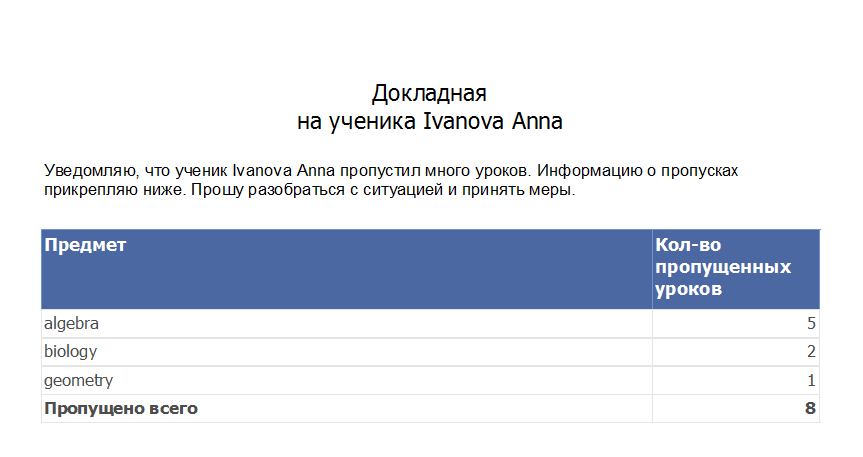 Докладная
на ученика Ivanova Anna
Уведомляю, что ученик Ivanova Anna пропустил много уроков. Информацию о пропусках
прикрепляю ниже. Прошу разобраться с ситуацией и принять меры.
Предмет Кол-во
пропущенных
уроков
algebra 5
biology 2
geometry 1
Пропущено всего 8